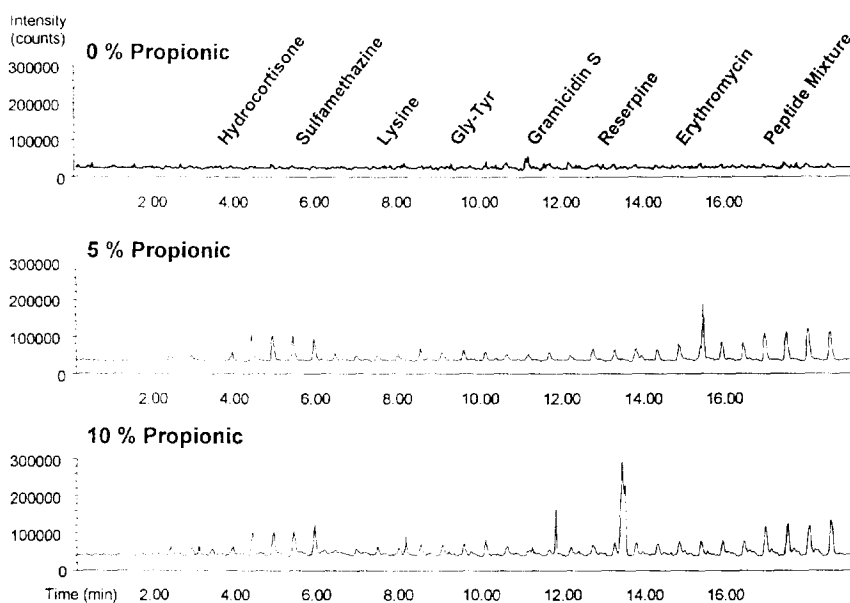 Intensity
(counts)
0 % Propionic
Hydrocortisone
Sulfamethazine
Lysine
Gly-Tyr
Gramicidin S
Reserpine
Erythromycin
Peptide Mixture
300000
200000
100000
0
2.00 4.00 6.00 8.00 10.00 12.00 14.00 16.00
5 % Propionic
300000
200000
100000
0
2.00 4.00 6.00 8.00 10.00 12.00 14.00 16.00
10 % Propionic
300000
200000
100000
0
Time (min) 2.00 4.00 6.00 8.00 10.00 12.00 14.00 16.00